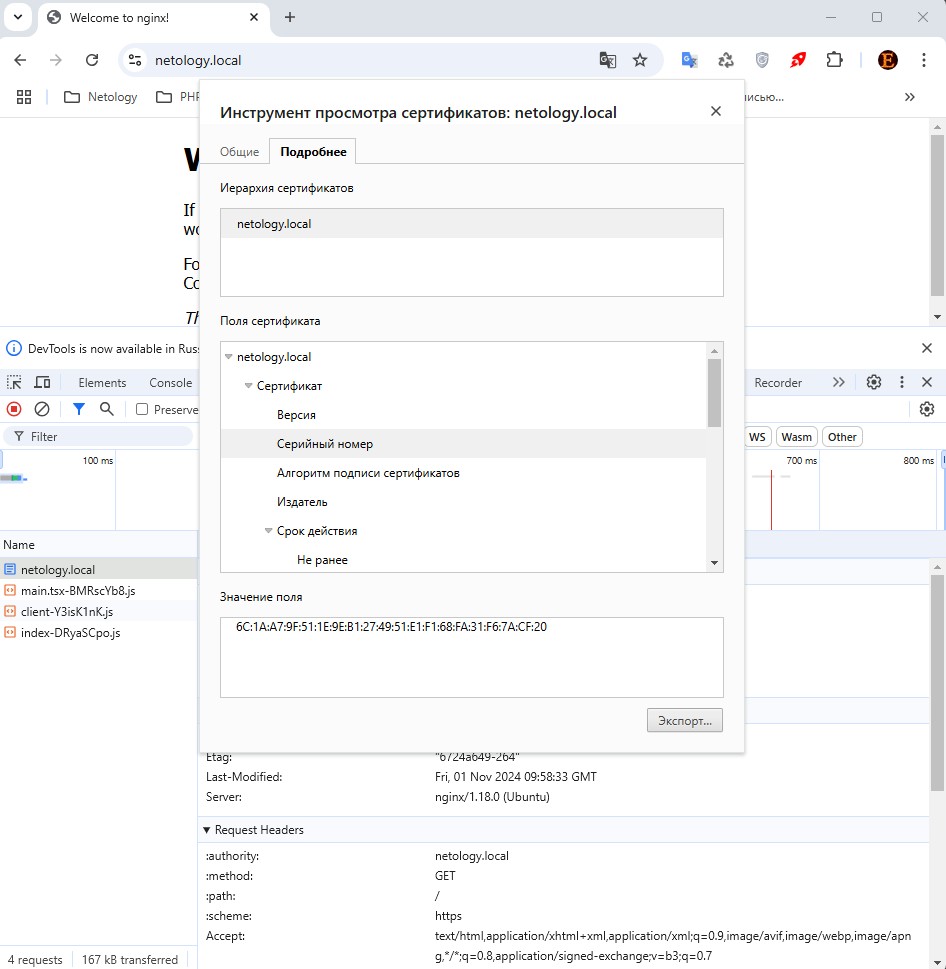 Welcome to nginx!
netology.local
Netology
PHP
писью...
W
If
wo
Fo
Co
Th
Инструмент просмотра сертификатов: netology.local
Общие
Подробнее
Иерархия сертификатов
netology.local
Поля сертификата
netology.local
Сертификат
Версия
Серийный номер
Алгоритм подписи сертификатов
Издатель
Срок действия
Не ранее
Значение поля
6C:1A:A7:9F:51:1E:9E:B1:27:49:51:E1:F1:68:FA:31:F6:7A:CF:20
Экспорт...
DevTools is now available in Russ
Elements Console Recorder
Preserve
Filter WS Wasm Other
100 ms 700 ms 800 ms
Name
netology.local
main.tsx-BMRscYb8.js
client-Y3isK1nK.js
index-DRyaSCpo.js
Etag: "6724a649-264"
Last-Modified: Fri, 01 Nov 2024 09:58:33 GMT
Server: nginx/1.18.0 (Ubuntu)
Request Headers
:authority: netology.local
:method: GET
:path: /
:scheme: https
Accept: text/html,application/xhtml+xml,application/xml;q=0.9,image/avif,image/webp,image/apn
g,*/*;q=0.8,application/signed-exchange;v=b3;q=0.7
4 requests 167 kB transferred